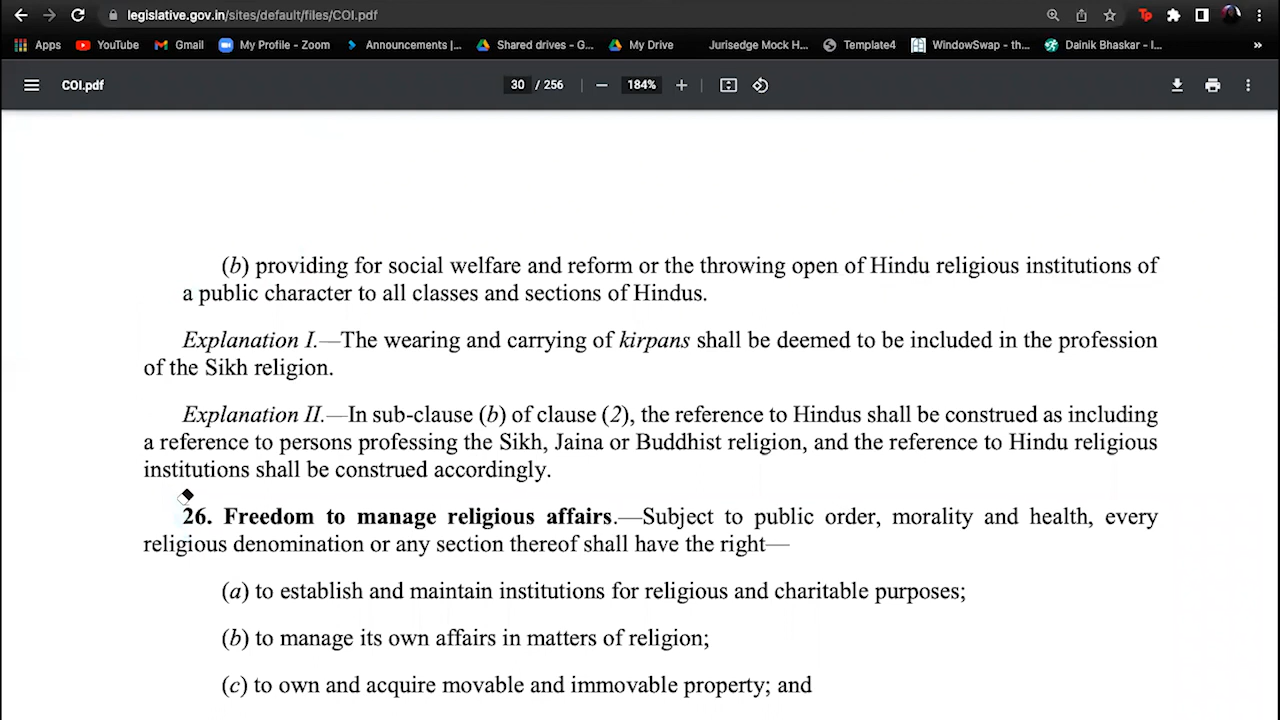 legislative.gov.in/sites/default/files/COI.pdf
Apps YouTube Gmail My Profile - Zoom Announcements |... Shared drives - G... My Drive Jurisedge Mock H... Template4 WindowSwap - th... Dainik Bhaskar - I... »
COI.pdf 30 / 256 — 184% +
(b) providing for social welfare and reform or the throwing open of Hindu religious institutions of
a public character to all classes and sections of Hindus.
Explanation I.—The wearing and carrying of kirpans shall be deemed to be included in the profession
of the Sikh religion.
Explanation II.—In sub-clause (b) of clause (2), the reference to Hindus shall be construed as including
a reference to persons professing the Sikh, Jaina or Buddhist religion, and the reference to Hindu religious
institutions shall be construed accordingly.
26. Freedom to manage religious affairs.—Subject to public order, morality and health, every
religious denomination or any section thereof shall have the right—
(a) to establish and maintain institutions for religious and charitable purposes;
(b) to manage its own affairs in matters of religion;
(c) to own and acquire movable and immovable property; and